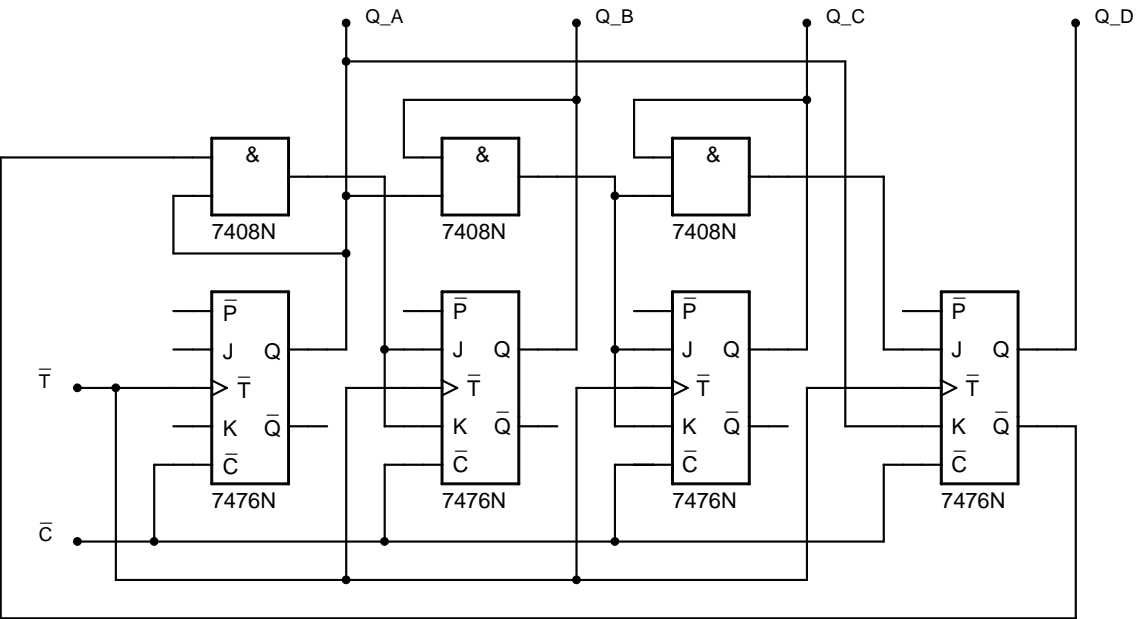 Q_A Q_B Q_C Q_D
& & &
7408N 7408N 7408N
P̅ P̅ P̅ P̅
J Q J Q J Q J Q
T̅ T̅ T̅ T̅ T̅
K Q̅ K Q̅ K Q̅ K Q̅
C̅ C̅ C̅ C̅
7476N 7476N 7476N 7476N
C̅